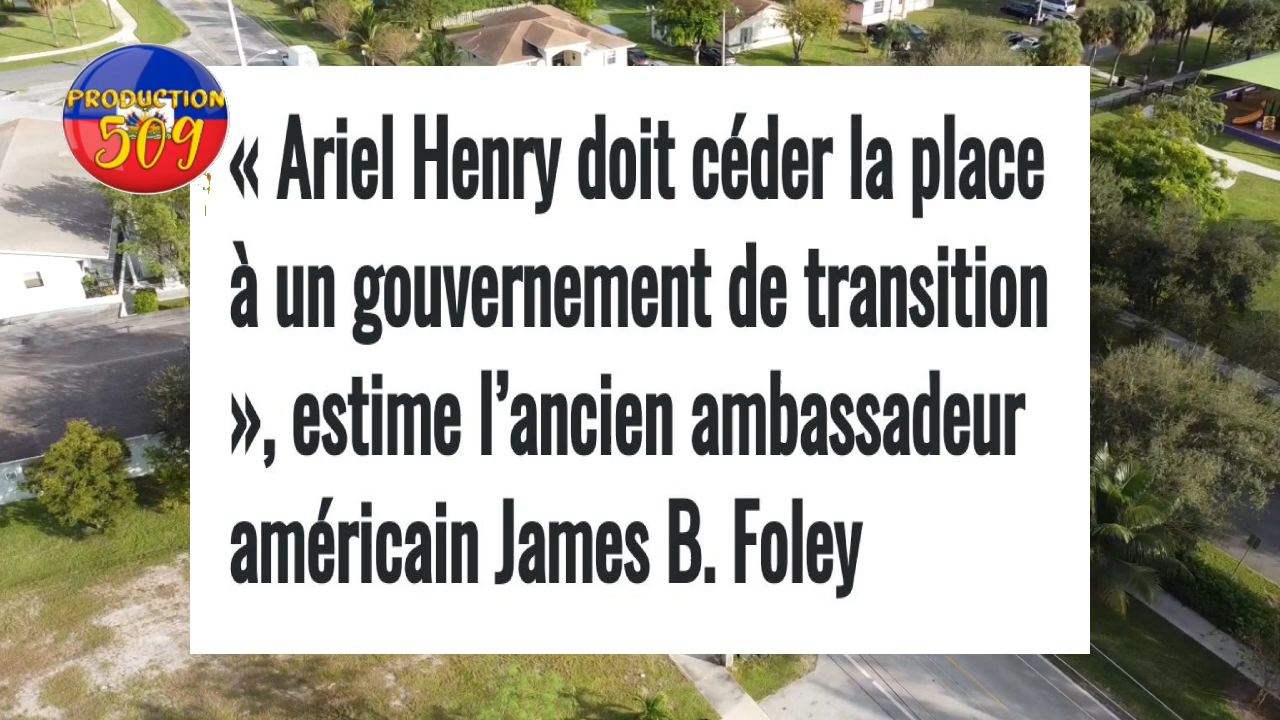 PRODUCTION
509
« Ariel Henry doit céder la place
à un gouvernement de transition
», estime l’ancien ambassadeur
américain James B. Foley